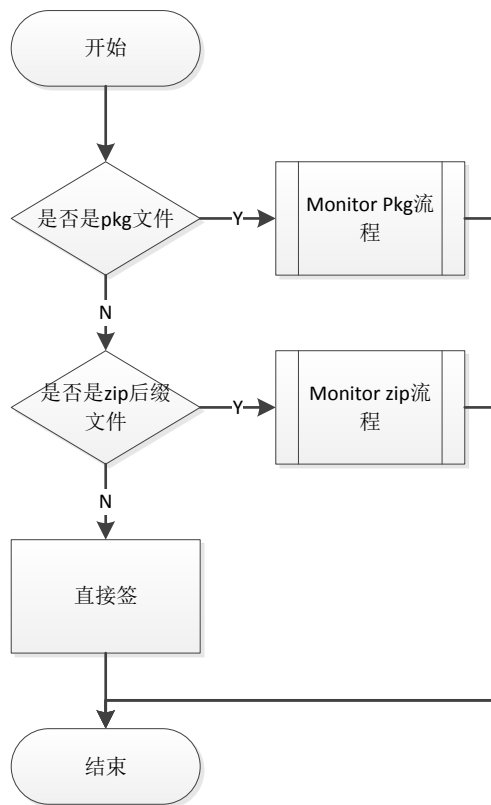 开始
是否是pkg文件
Y
Monitor Pkg流
程
N
是否是zip后缀
文件
Y
Monitor zip流
程
N
直接签
结束